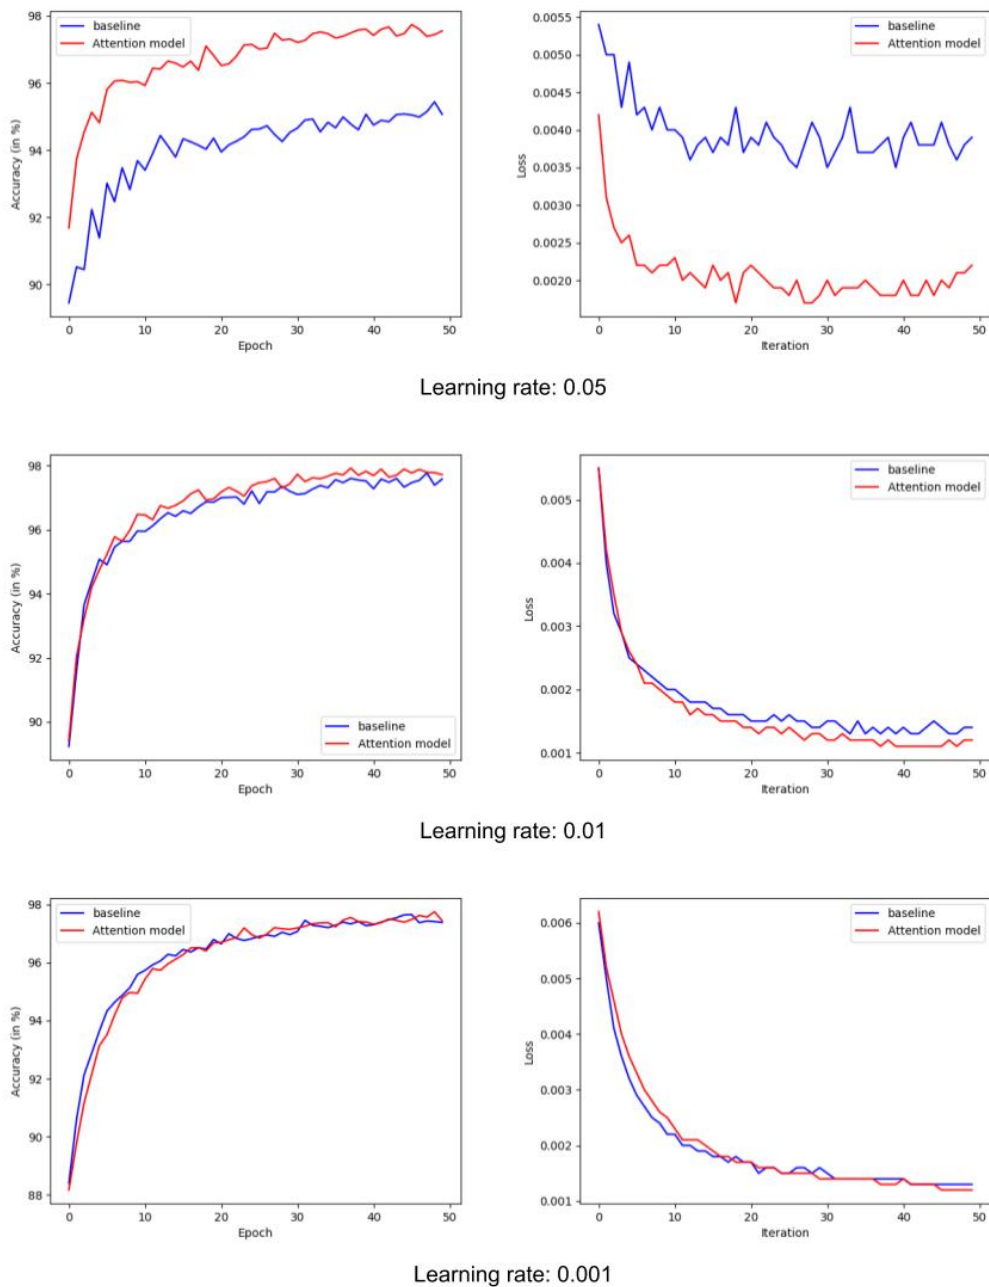 baseline
Attention model
98
96
94
92
90
Accuracy (in %)
0 10 20 30 40 50
Epoch
baseline
Attention model
0.0055
0.0050
0.0045
0.0040
0.0035
0.0030
0.0025
0.0020
Loss
0 10 20 30 40 50
Iteration
Learning rate: 0.05
98
96
94
92
90
Accuracy (in %)
baseline
Attention model
0 10 20 30 40 50
Epoch
baseline
Attention model
0.005
0.004
0.003
0.002
0.001
Loss
0 10 20 30 40 50
Iteration
Learning rate: 0.01
baseline
Attention model
98
96
94
92
90
88
Accuracy (in %)
0 10 20 30 40 50
Epoch
baseline
Attention model
0.006
0.005
0.004
0.003
0.002
0.001
Loss
0 10 20 30 40 50
Iteration
Learning rate: 0.001